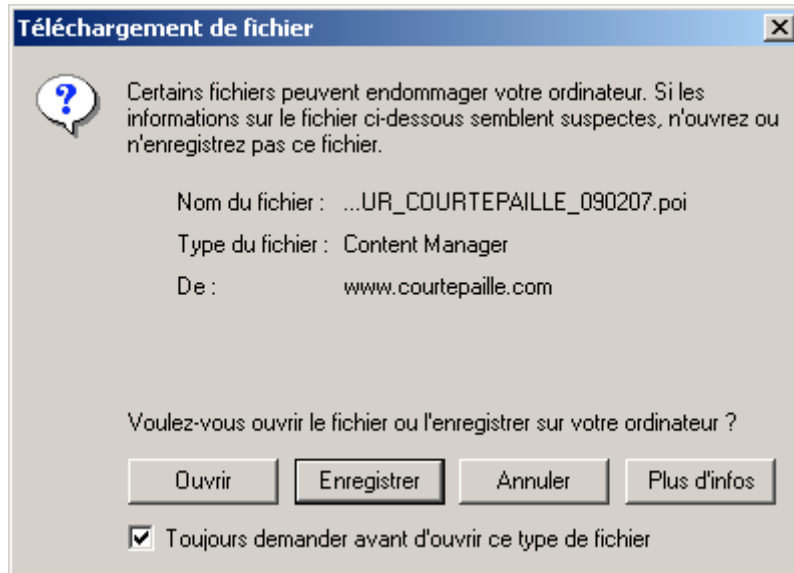 Téléchargement de fichier
Certains fichiers peuvent endommager votre ordinateur. Si les
informations sur le fichier ci-dessous semblent suspectes, n'ouvrez ou
n'enregistrez pas ce fichier.
Nom du fichier : ...UR_COURTEPAILLE_090207.poi
Type du fichier : Content Manager
De : www.courtepaille.com
Voulez-vous ouvrir le fichier ou l'enregistrer sur votre ordinateur ?
Ouvrir Enregistrer Annuler Plus d'infos
Toujours demander avant d'ouvrir ce type de fichier